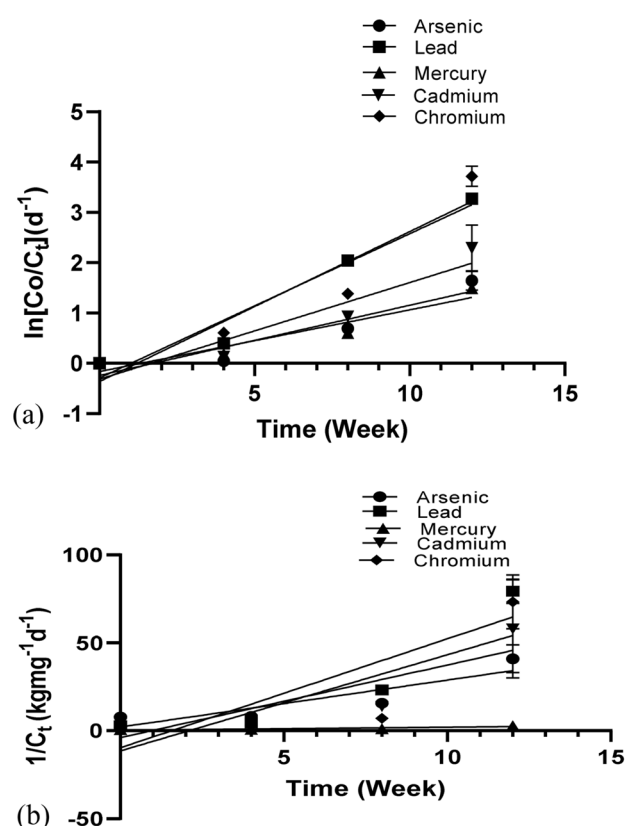 Arsenic
Lead
Mercury
Cadmium
Chromium
5
4
3
2
1
0
-1
5
10
15
ln[Co/Cₜ](d⁻¹)
Time (Week)
(a)
Arsenic
Lead
Mercury
Cadmium
Chromium
100
50
0
-50
5
10
15
1/Cₜ (kgmg⁻¹d⁻¹)
Time (Week)
(b)